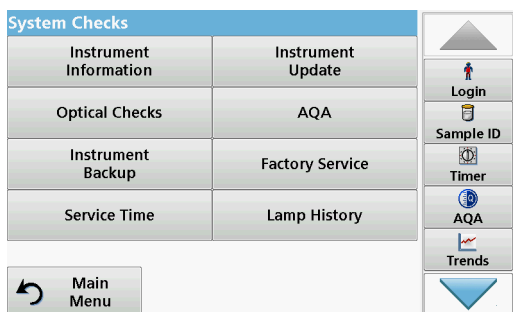 System Checks
Instrument
Information
Instrument
Update
Optical Checks
AQA
Instrument
Backup
Factory Service
Service Time
Lamp History
Main
Menu
Login
Sample ID
Timer
AQA
Trends